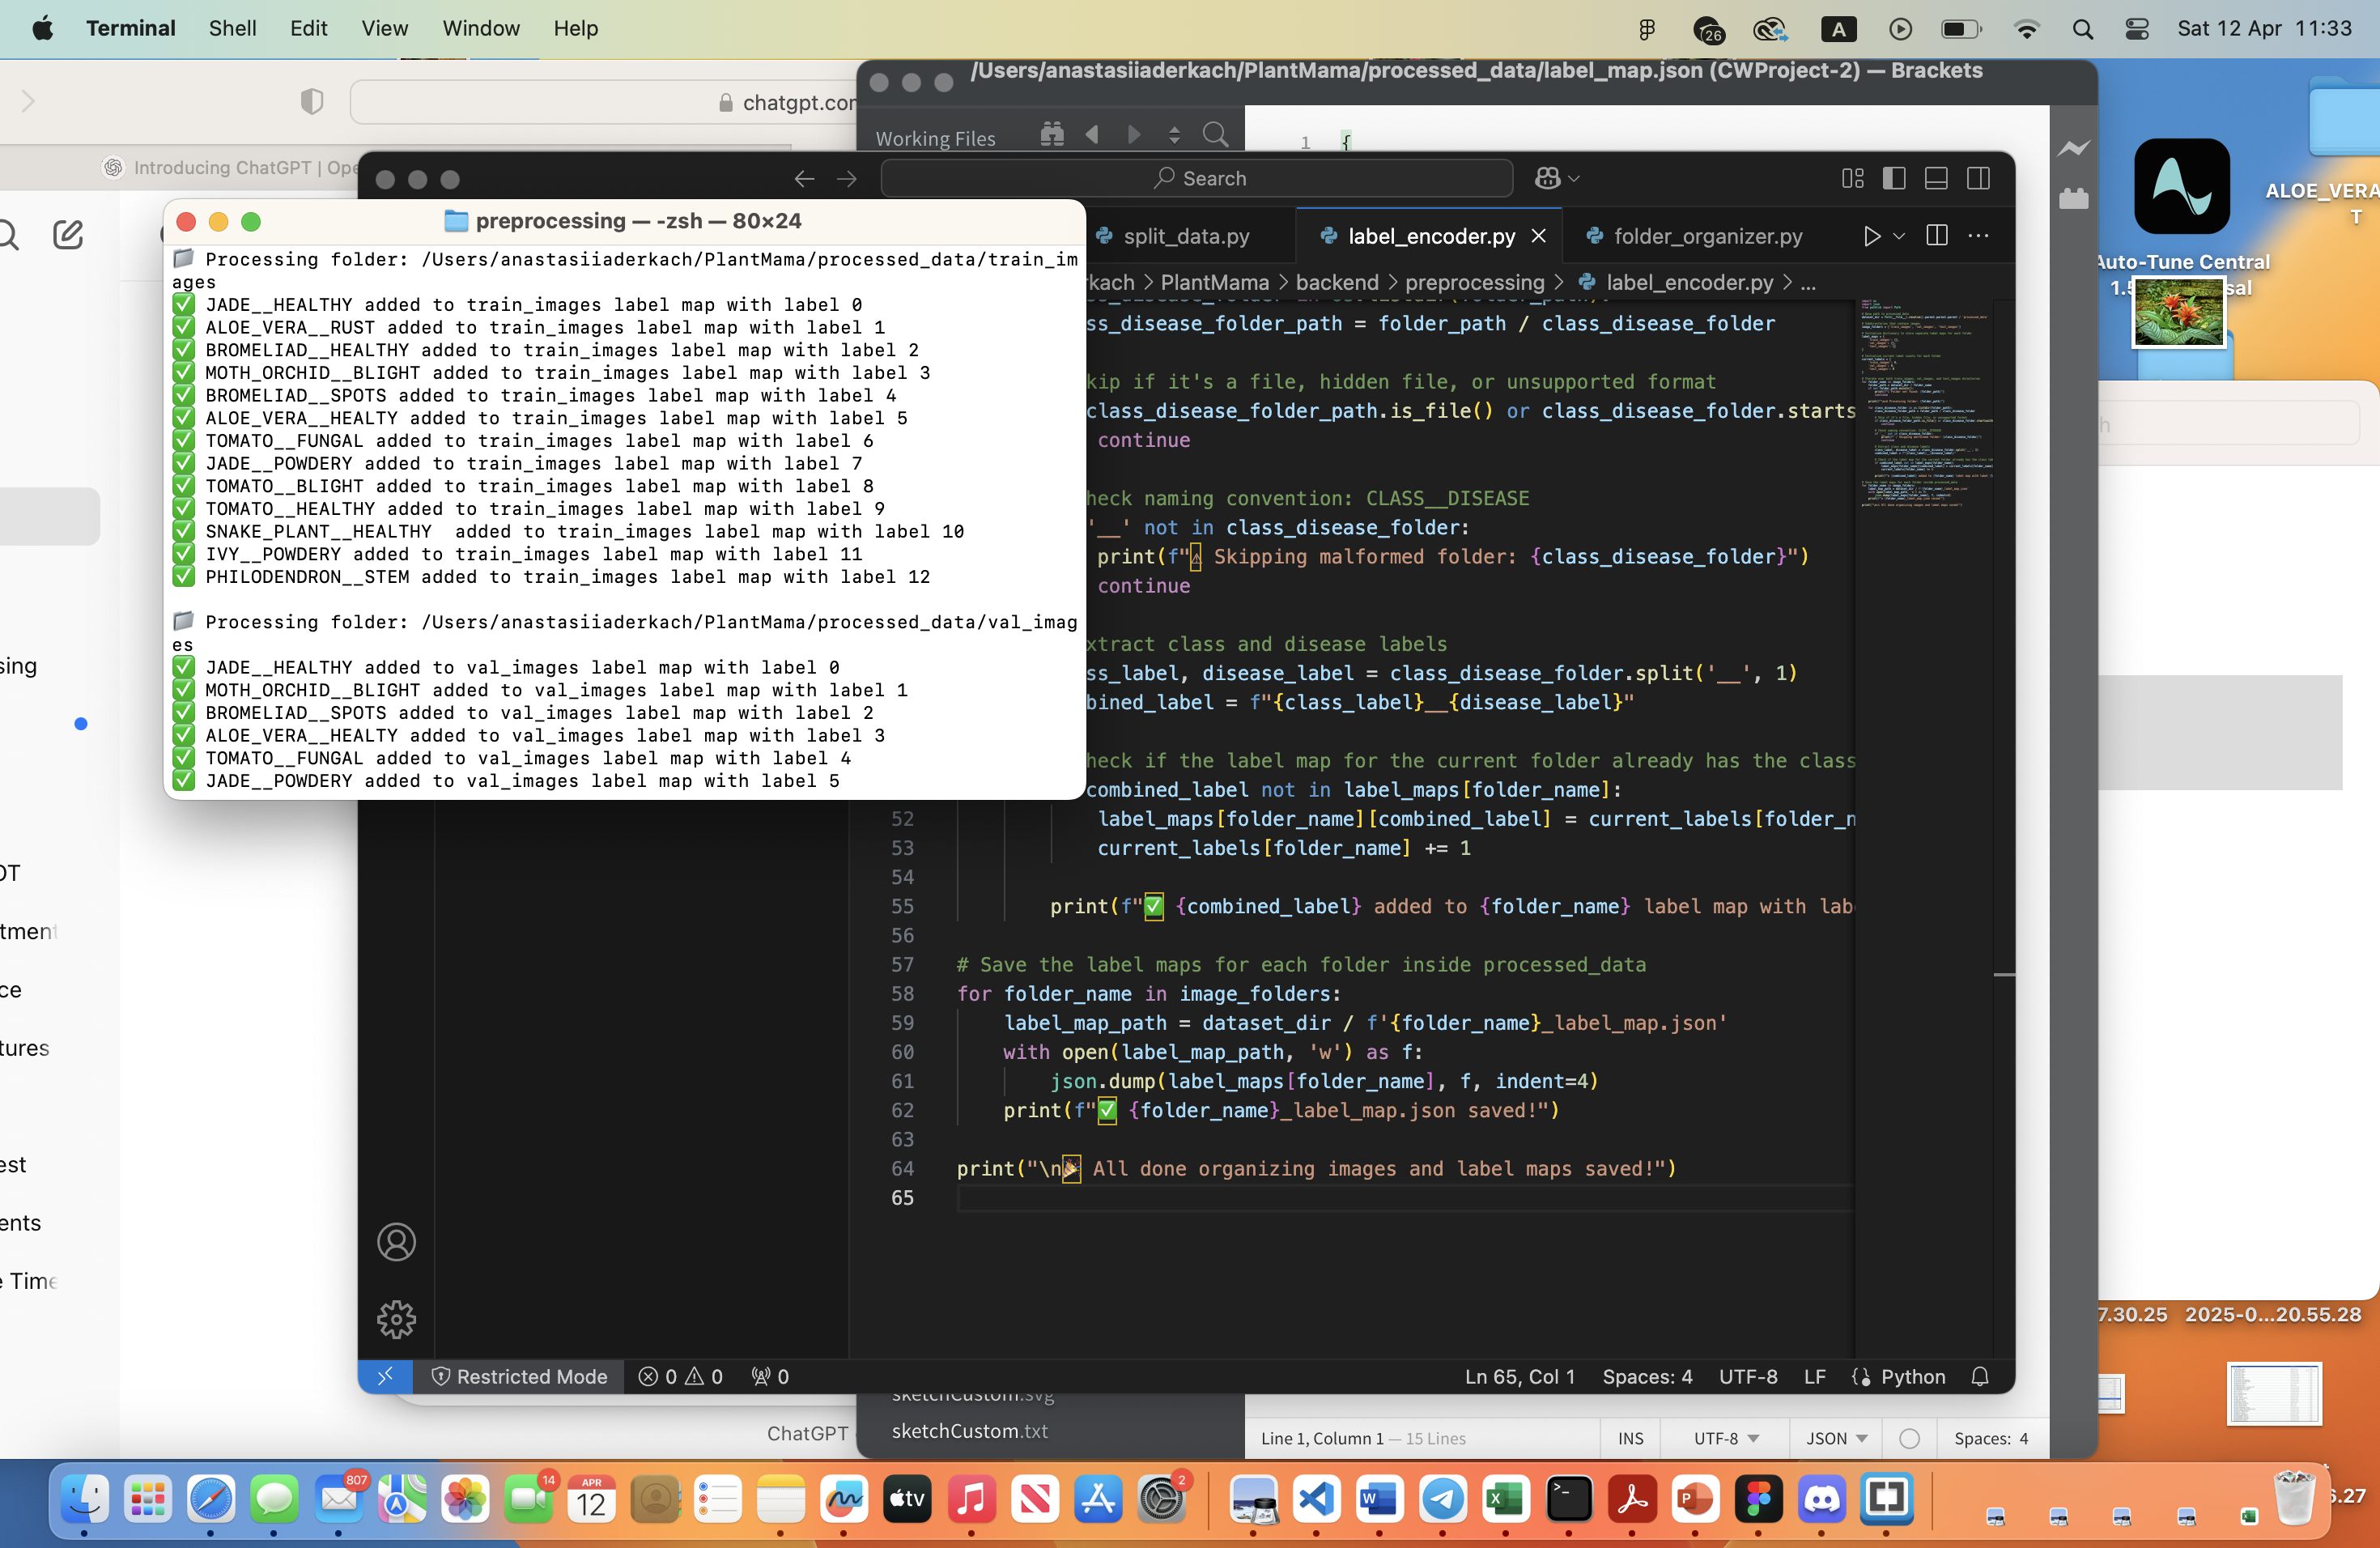 Terminal Shell Edit View Window Help
26 A Sat 12 Apr 11:33
/Users/anastasiiaderkach/PlantMama/processed_data/label_map.json (CWProject-2) — Brackets
chatgpt.com
Working Files
1 {
Introducing ChatGPT | Ope
Search
ALOE_VERA
T
preprocessing — -zsh — 80×24
split_data.py label_encoder.py folder_organizer.py
Auto-Tune Central
rkach > PlantMama > backend > preprocessing > label_encoder.py > ...
Processing folder: /Users/anastasiiaderkach/PlantMama/processed_data/train_im
ages
JADE__HEALTHY added to train_images label map with label 0
ALOE_VERA__RUST added to train_images label map with label 1
BROMELIAD__HEALTHY added to train_images label map with label 2
MOTH_ORCHID__BLIGHT added to train_images label map with label 3
BROMELIAD__SPOTS added to train_images label map with label 4
ALOE_VERA__HEALTY added to train_images label map with label 5
TOMATO__FUNGAL added to train_images label map with label 6
JADE__POWDERY added to train_images label map with label 7
TOMATO__BLIGHT added to train_images label map with label 8
TOMATO__HEALTHY added to train_images label map with label 9
SNAKE_PLANT__HEALTHY  added to train_images label map with label 10
IVY__POWDERY added to train_images label map with label 11
PHILODENDRON__STEM added to train_images label map with label 12
Processing folder: /Users/anastasiiaderkach/PlantMama/processed_data/val_imag
es
JADE__HEALTHY added to val_images label map with label 0
MOTH_ORCHID__BLIGHT added to val_images label map with label 1
BROMELIAD__SPOTS added to val_images label map with label 2
ALOE_VERA__HEALTY added to val_images label map with label 3
TOMATO__FUNGAL added to val_images label map with label 4
JADE__POWDERY added to val_images label map with label 5
ss_disease_folder_path = folder_path / class_disease_folder
kip if it's a file, hidden file, or unsupported format
class_disease_folder_path.is_file() or class_disease_folder.starts
continue
heck naming convention: CLASS__DISEASE
'__' not in class_disease_folder:
print(f"⚠ Skipping malformed folder: {class_disease_folder}")
continue
xtract class and disease labels
ss_label, disease_label = class_disease_folder.split('__', 1)
bined_label = f"{class_label}__{disease_label}"
heck if the label map for the current folder already has the class
combined_label not in label_maps[folder_name]:
52 label_maps[folder_name][combined_label] = current_labels[folder_n
53 current_labels[folder_name] += 1
54
55 print(f"✅ {combined_label} added to {folder_name} label map with lab
56
57 # Save the label maps for each folder inside processed_data
58 for folder_name in image_folders:
59 label_map_path = dataset_dir / f'{folder_name}_label_map.json'
60 with open(label_map_path, 'w') as f:
61 json.dump(label_maps[folder_name], f, indent=4)
62 print(f"✅ {folder_name}_label_map.json saved!")
63
64 print("\n🎉 All done organizing images and label maps saved!")
65
sing
OT
tment
ce
tures
est
ents
e Time
Restricted Mode 0 0 0
Ln 65, Col 1 Spaces: 4 UTF-8 LF Python
7.30.25 2025-0...20.55.28
sketchCustom.svg
sketchCustom.txt
ChatGPT
Line 1, Column 1 — 15 Lines INS UTF-8 JSON Spaces: 4
807 14 APR 12 tv 2
6.27